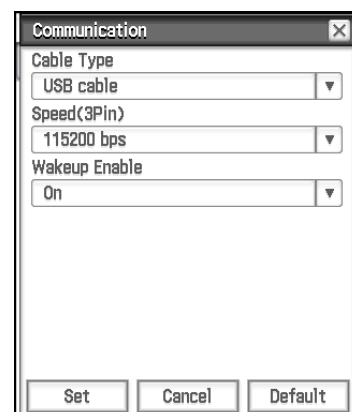 Communication
Cable Type
USB cable
Speed(3Pin)
115200 bps
Wakeup Enable
On
Set Cancel Default